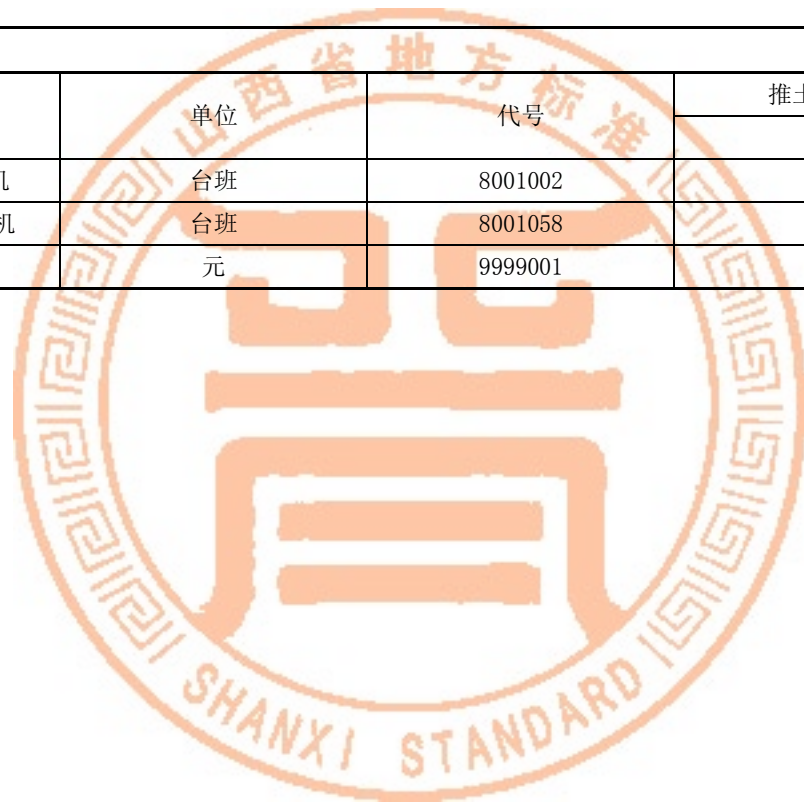 山西省地方标准
单位 代号 推土
机 台班 8001002
机 台班 8001058
元 9999001
SHANXI STANDARD